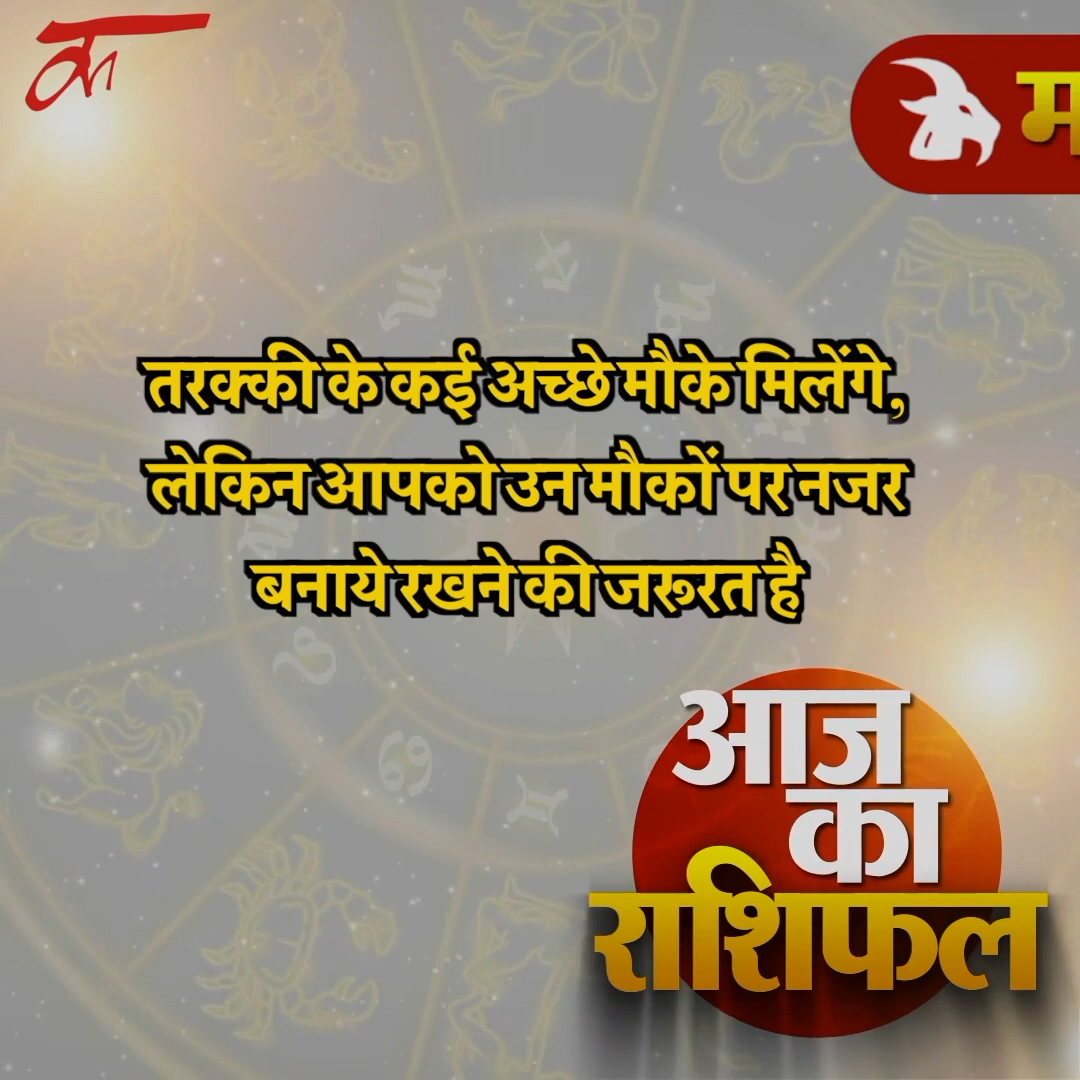 तरक्की के कई अच्छे मौके मिलेंगे,
लेकिन आपको उन मौकों पर नजर
बनाये रखने की जरूरत है
आज
का
राशिफल